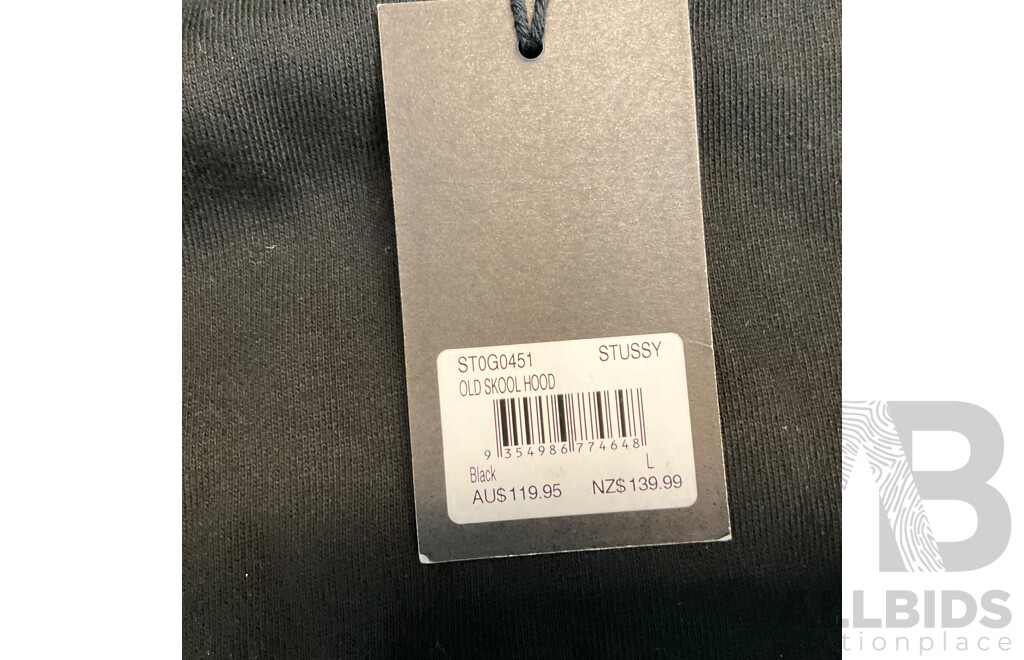 ST0G0451 STUSSY
OLD SKOOL HOOD
9 354986 774648
Black L
AU$119.95 NZ$139.99
B
LLBIDS
tionplace